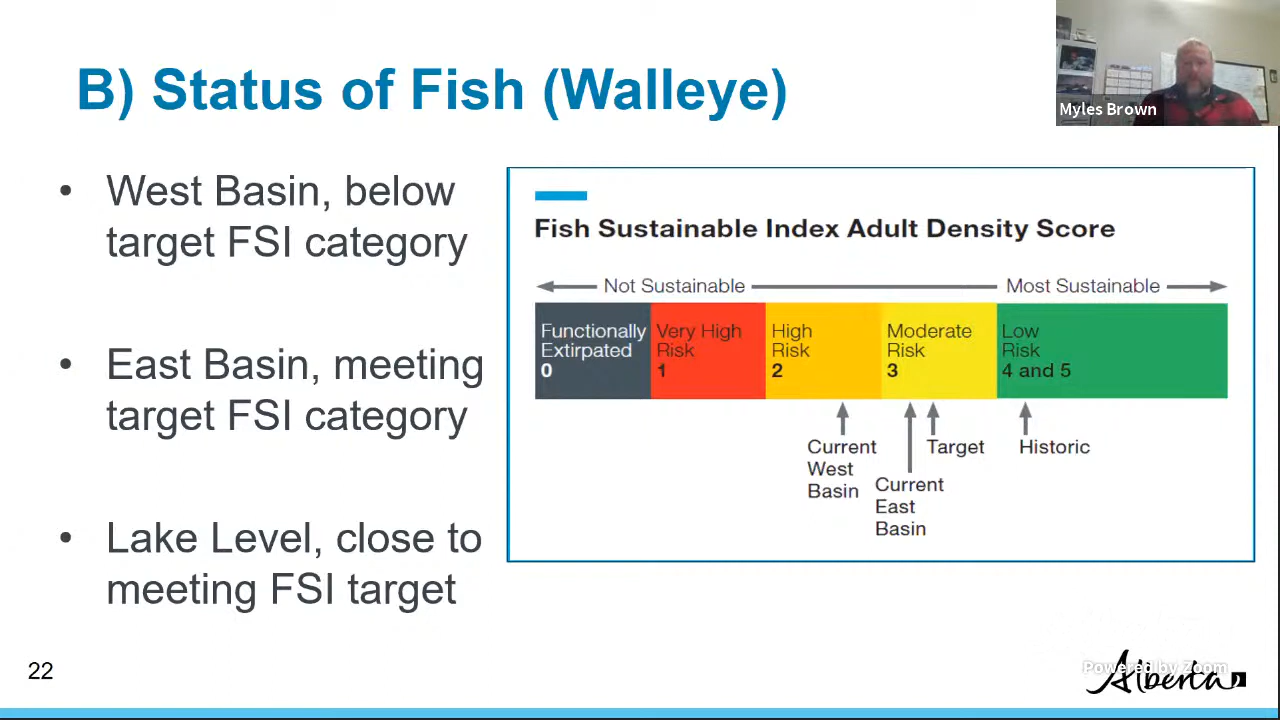 B) Status of Fish (Walleye)
Myles Brown
• West Basin, below
target FSI category
• East Basin, meeting
target FSI category
• Lake Level, close to
meeting FSI target
Fish Sustainable Index Adult Density Score
Not Sustainable
Most Sustainable
Functionally
Extirpated
0
Very High
Risk
1
High
Risk
2
Moderate
Risk
3
Low
Risk
4 and 5
Current
West
Basin
Current
East
Basin
Target
Historic
22
Powered by Zoom
Alberta